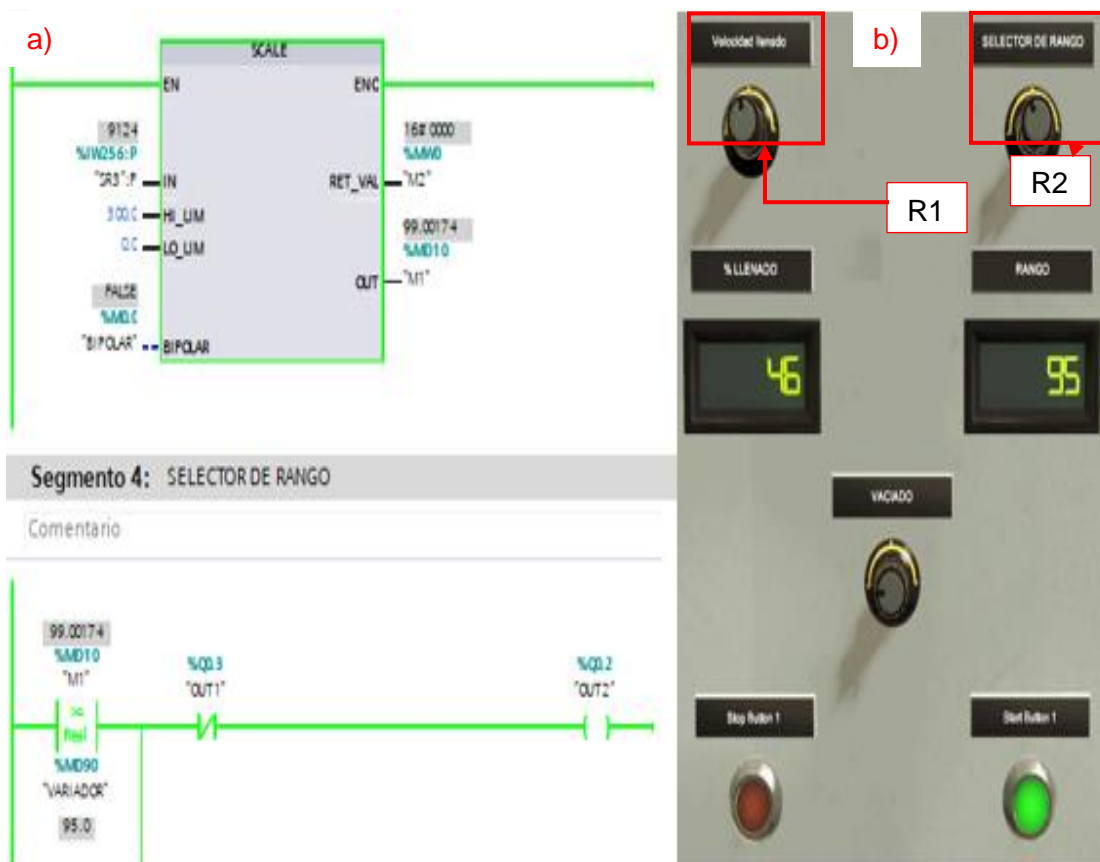 a)
SCALE
EN
ENO
9124
%IW256:P
"SR3":P
IN
300.0
HI_LIM
0.0
LO_LIM
FALSE
%M0.0
"BIPOLAR"
BIPOLAR
16#0000
%MW0
RET_VAL
"M2"
99.00174
%MD10
OUT
"M1"
Segmento 4: SELECTOR DE RANGO
Comentario
99.00174
%MD10
"M1"
Real
%MD90
"VARIADOR"
95.0
%Q0.3
"OUT1"
%Q0.2
"OUT2"
b)
Velocidad llenado
SELECTOR DE RANGO
R1
R2
% LLENADO
RANGO
46
95
VACIADO
Stop Button 1
Start Button 1